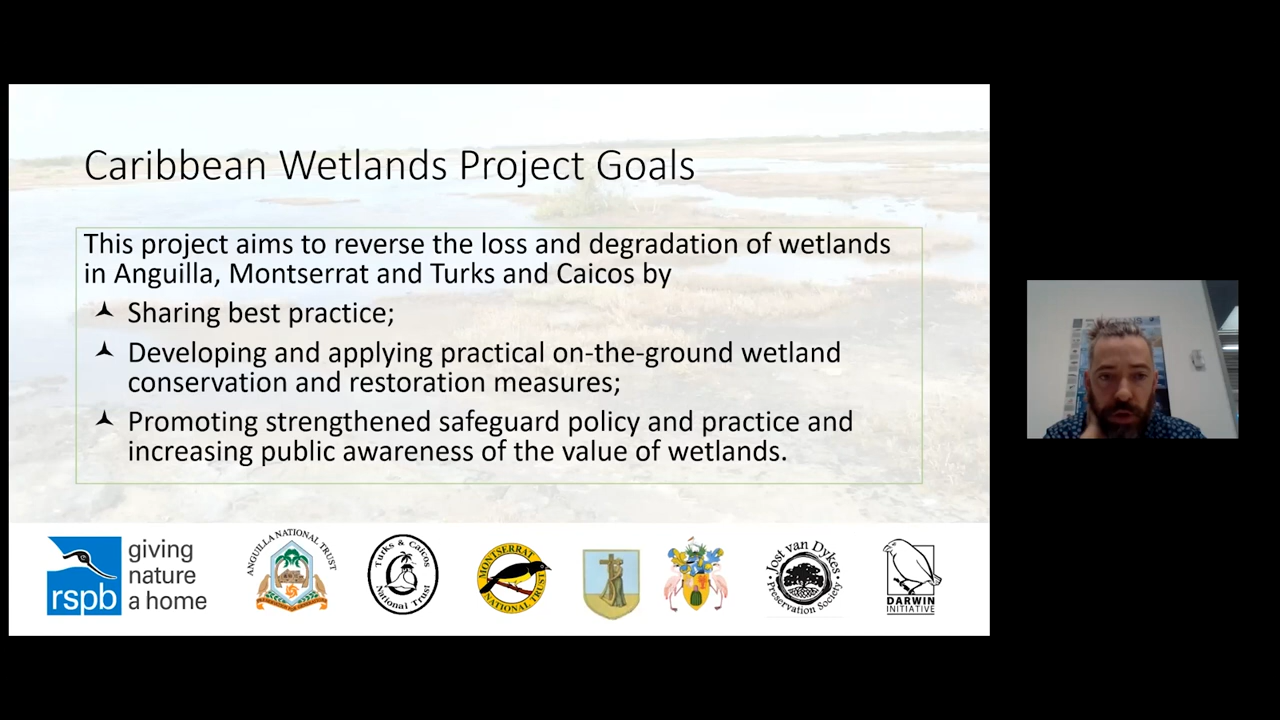 Caribbean Wetlands Project Goals
This project aims to reverse the loss and degradation of wetlands
in Anguilla, Montserrat and Turks and Caicos by
Sharing best practice;
Developing and applying practical on-the-ground wetland
conservation and restoration measures;
Promoting strengthened safeguard policy and practice and
increasing public awareness of the value of wetlands.
rspb
giving
nature
a home
ANGUILLA NATIONAL TRUST
Turks & Caicos
National Trust
MONTSERRAT
NATIONAL TRUST
Jost van Dykes
Preservation Society
DARWIN
INITIATIVE